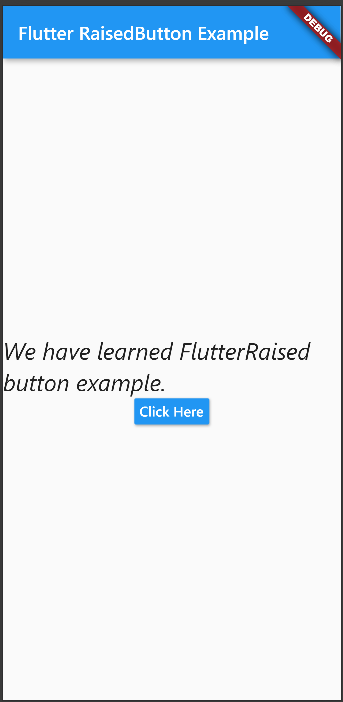 Flutter RaisedButton Example
DEBUG
We have learned FlutterRaised
button example.
Click Here